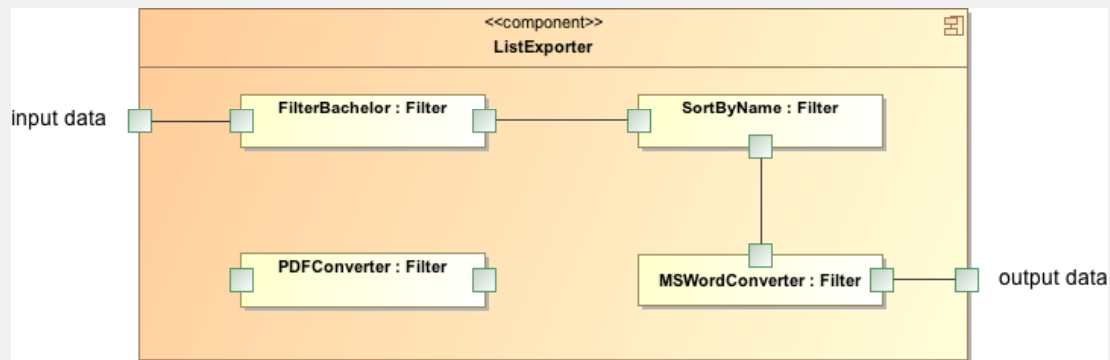 <<component>>
ListExporter
input data
FilterBachelor : Filter
SortByName : Filter
PDFConverter : Filter
MSWordConverter : Filter
output data